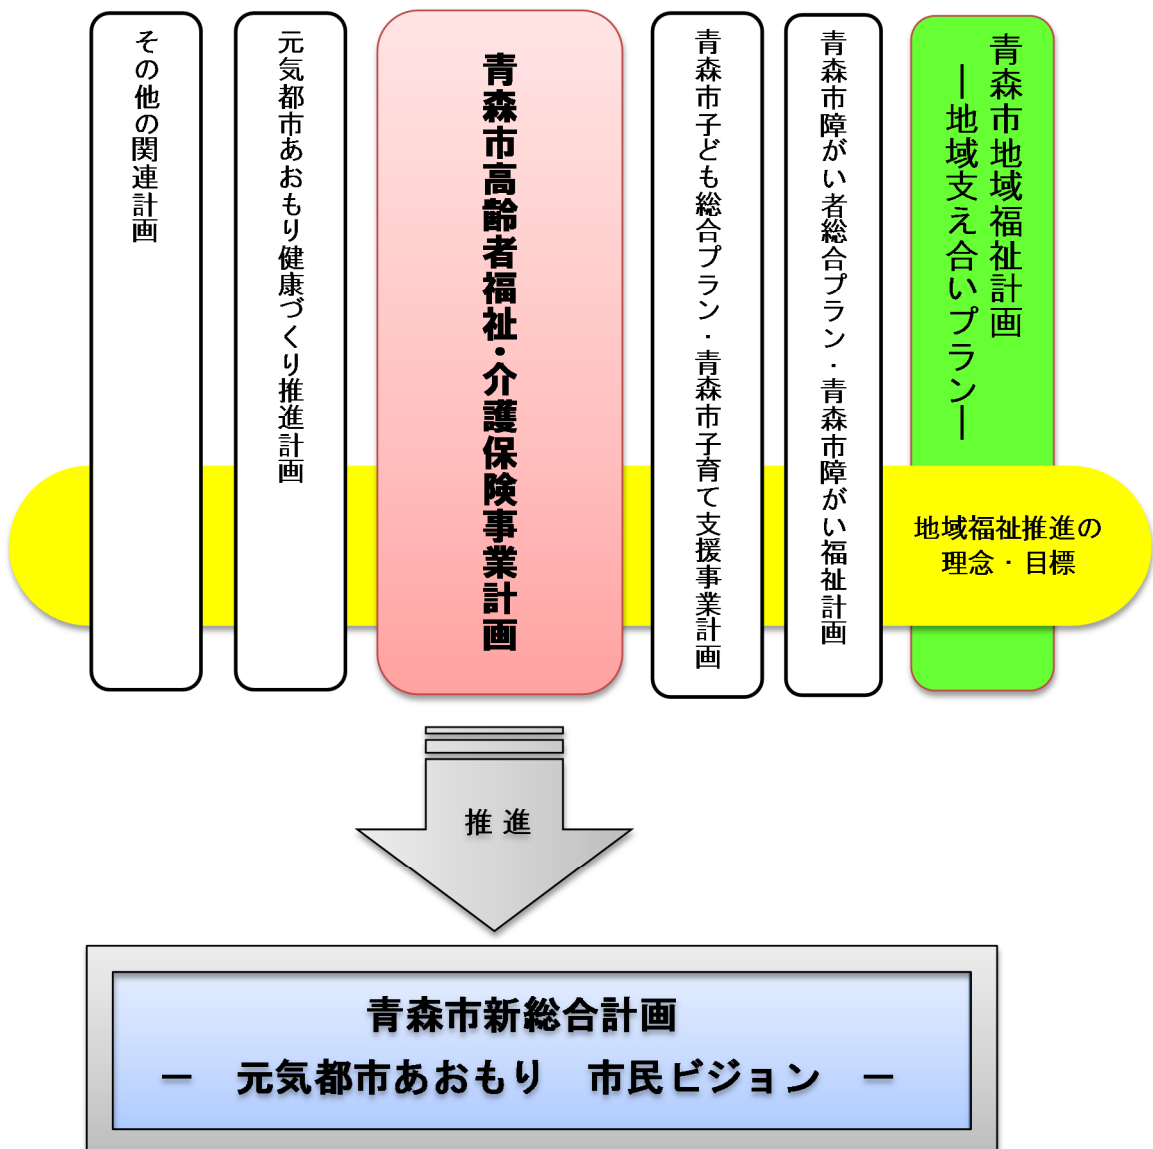 青森市地域福祉計画
―地域支え合いプラン―
青森市障がい者総合プラン・青森市障がい福祉計画
青森市子ども総合プラン・青森市子育て支援事業計画
青森市高齢者福祉・介護保険事業計画
元気都市あおもり健康づくり推進計画
その他の関連計画
地域福祉推進の
理念・目標
推 進
青森市新総合計画
－　元気都市あおもり　市民ビジョン　－